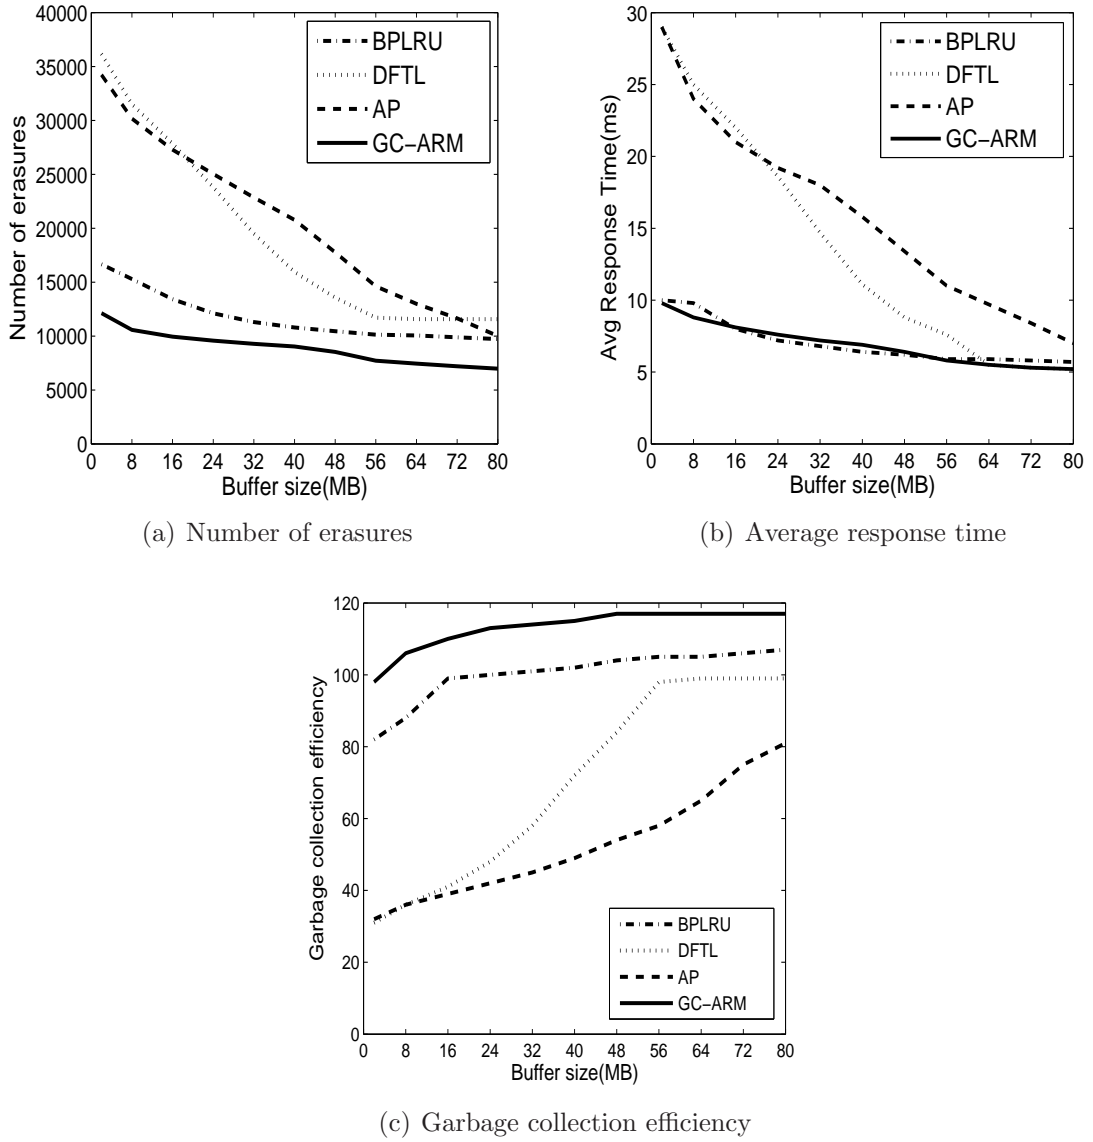 40000
35000
30000
25000
20000
15000
10000
5000
0
Number of erasures
BPLRU
DFTL
AP
GC-ARM
0 8 16 24 32 40 48 56 64 72 80
Buffer size(MB)
(a) Number of erasures
30
25
20
15
10
5
0
Avg Response Time(ms)
BPLRU
DFTL
AP
GC-ARM
0 8 16 24 32 40 48 56 64 72 80
Buffer size(MB)
(b) Average response time
120
100
80
60
40
20
0
Garbage collection efficiency
BPLRU
DFTL
AP
GC-ARM
0 8 16 24 32 40 48 56 64 72 80
Buffer size(MB)
(c) Garbage collection efficiency